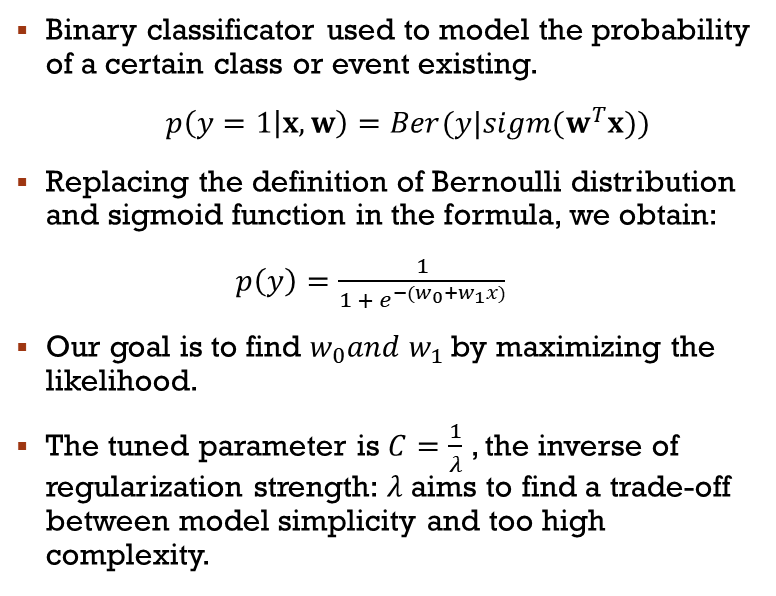 ▪ Binary classificator used to model the probability
of a certain class or event existing.
p(y = 1|𝐱, 𝐰) = Ber(y|sigm(𝐰ᵀ𝐱))
▪ Replacing the definition of Bernoulli distribution
and sigmoid function in the formula, we obtain:
p(y) = 1 / (1 + e^−(w₀+w₁x))
▪ Our goal is to find w₀and w₁ by maximizing the
likelihood.
▪ The tuned parameter is C = 1/λ , the inverse of
regularization strength: λ aims to find a trade-off
between model simplicity and too high
complexity.